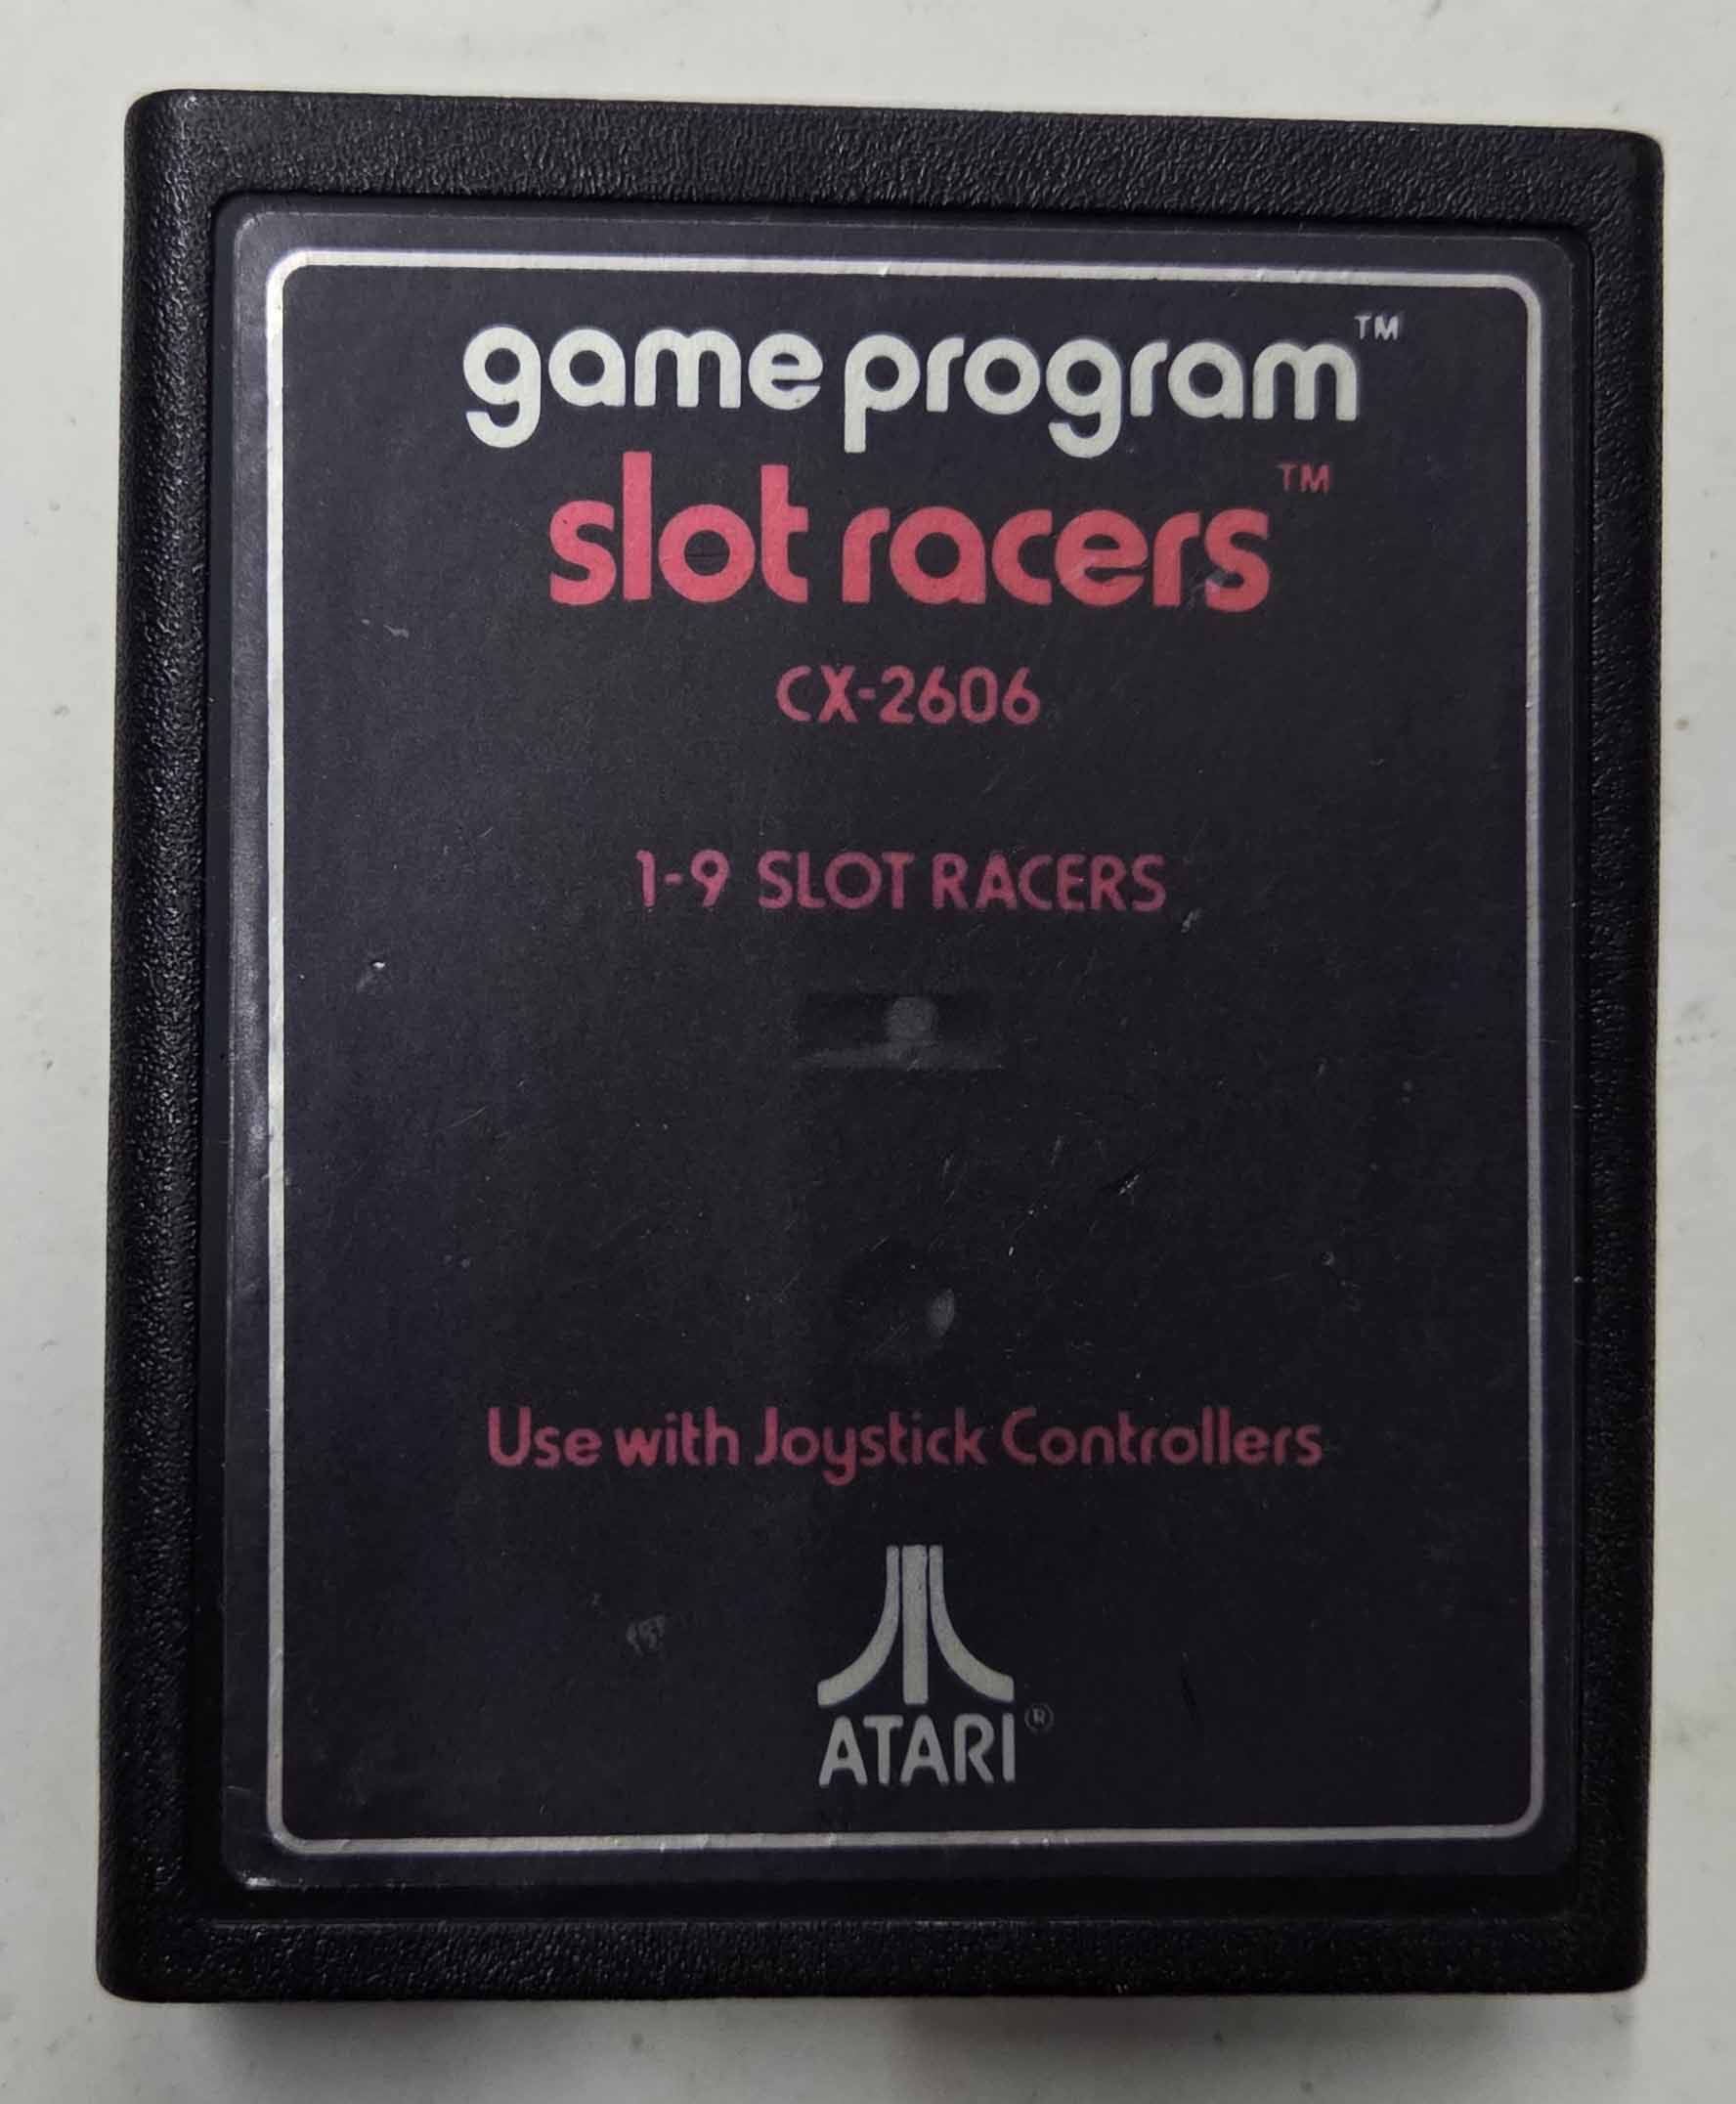 game program™
slot racers™
CX-2606
1-9 SLOT RACERS
Use with Joystick Controllers
ATARI®